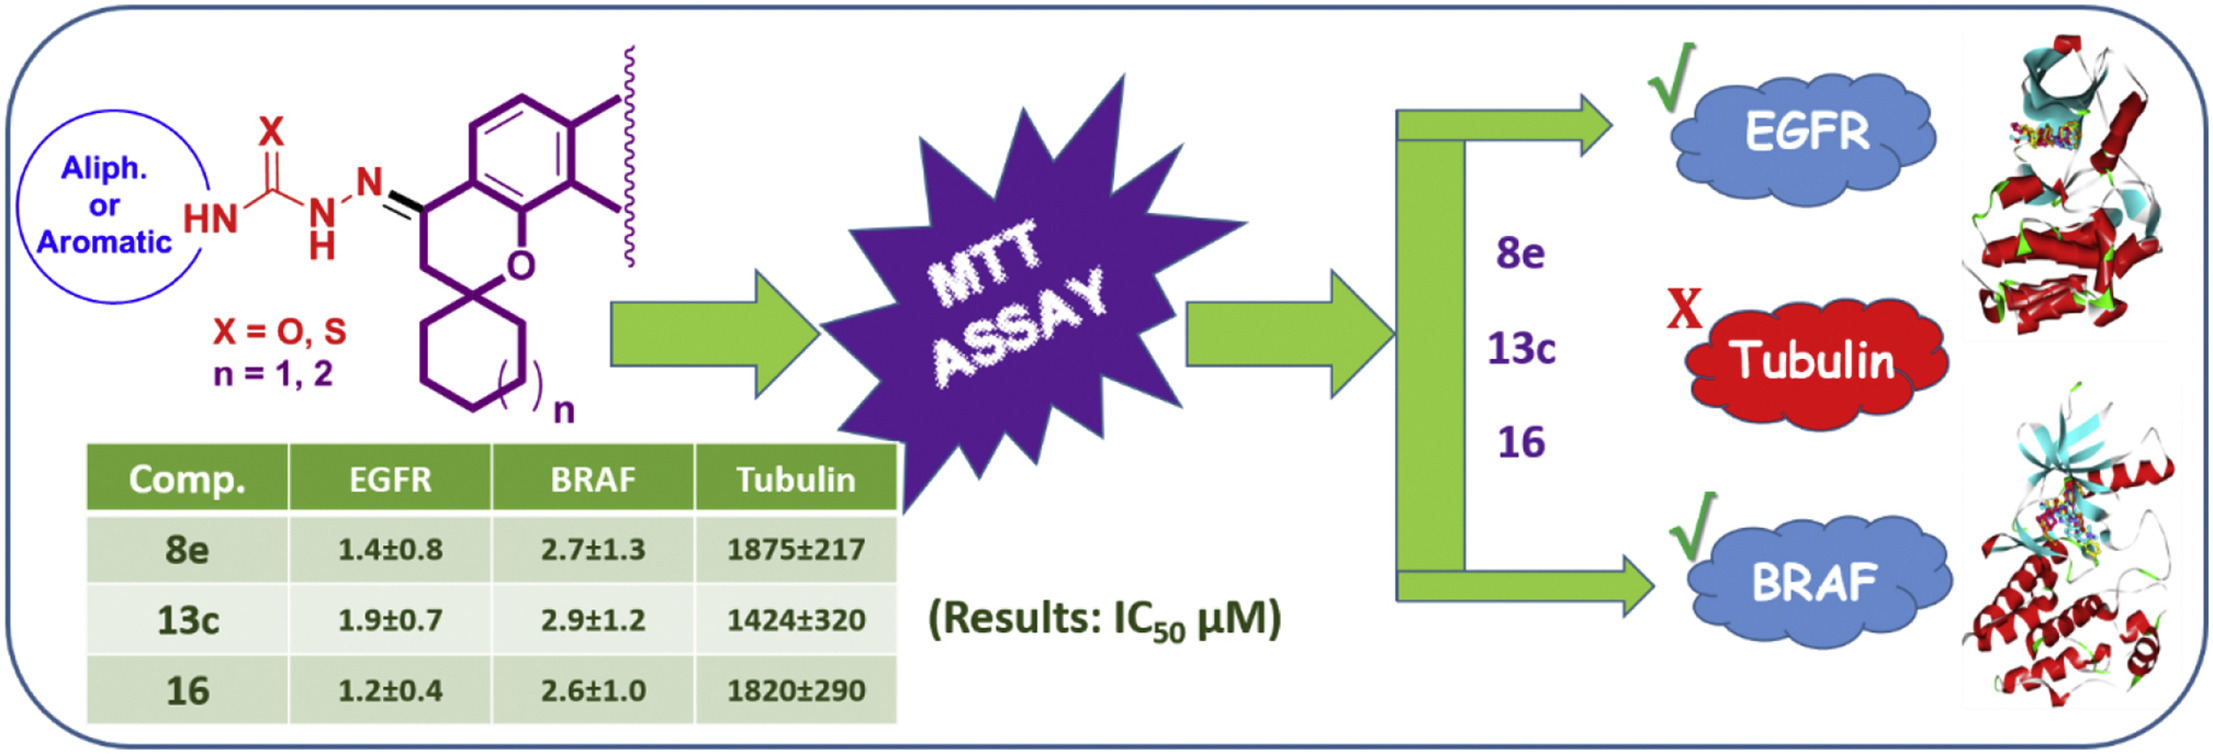 Aliph.
or
Aromatic
X
HN
N
H
N
O
X = O, S
n = 1, 2
n
MTT
ASSAY
Comp. EGFR BRAF Tubulin
8e 1.4±0.8 2.7±1.3 1875±217
13c 1.9±0.7 2.9±1.2 1424±320
16 1.2±0.4 2.6±1.0 1820±290
(Results: IC₅₀ µM)
8e
13c
16
√
EGFR
X
Tubulin
√
BRAF